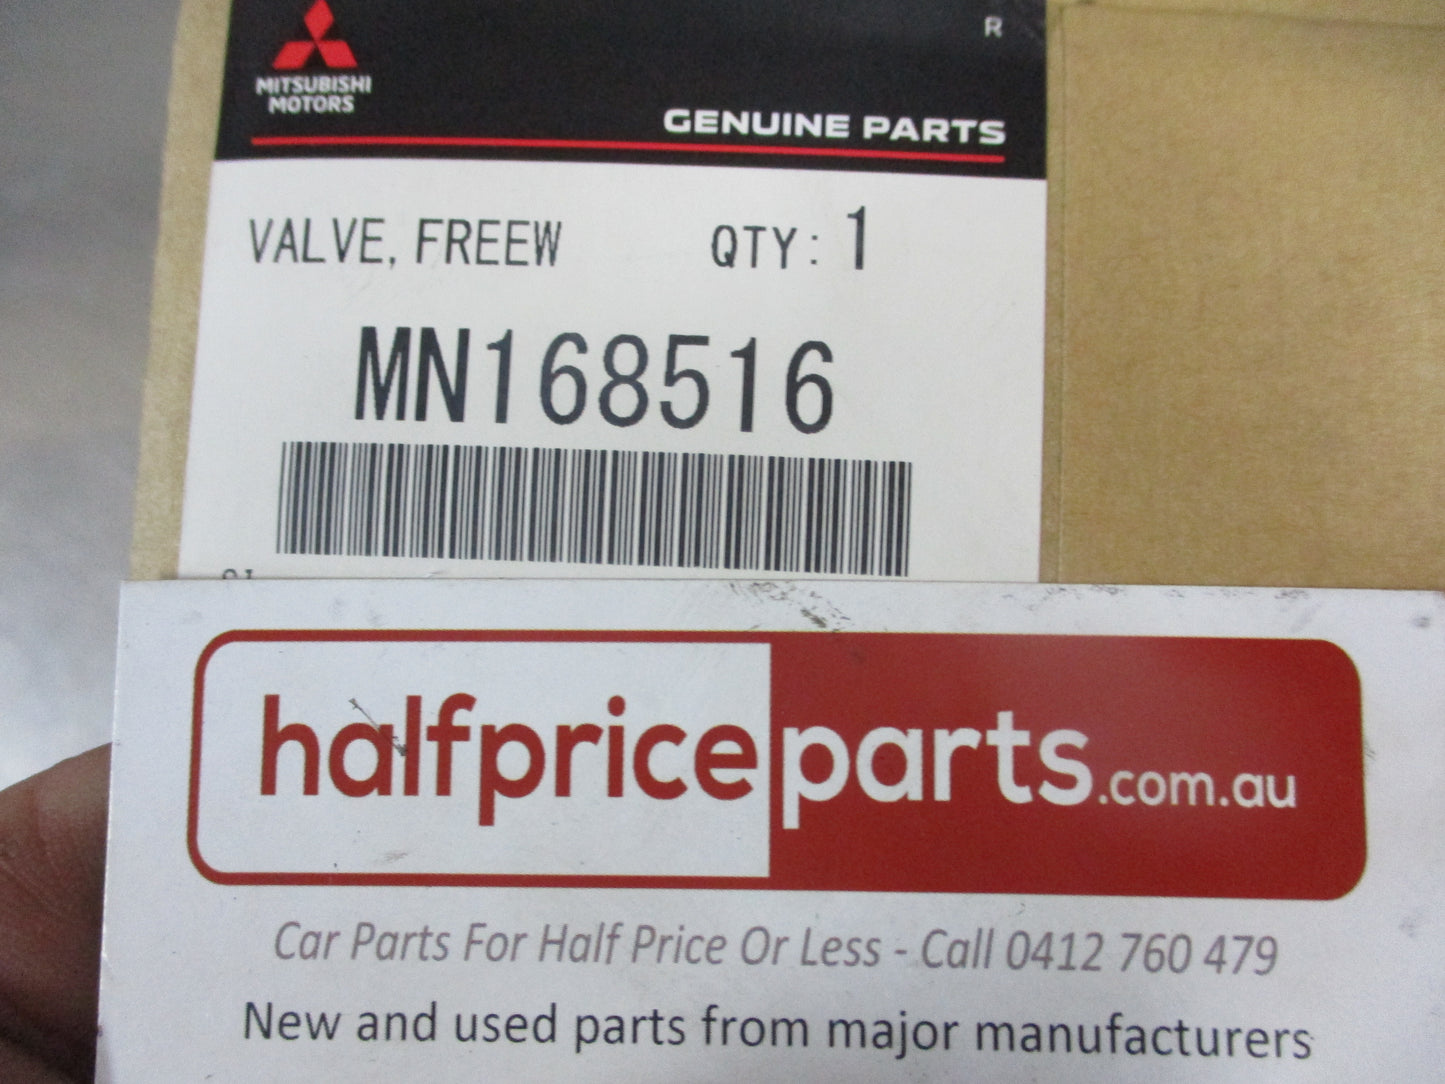 R
MITSUBISHI
MOTORS
GENUINE PARTS
VALVE, FREEW QTY: 1
MN168516
halfpriceparts.com.au
Car Parts For Half Price Or Less - Call 0412 760 479
New and used parts from major manufacturers